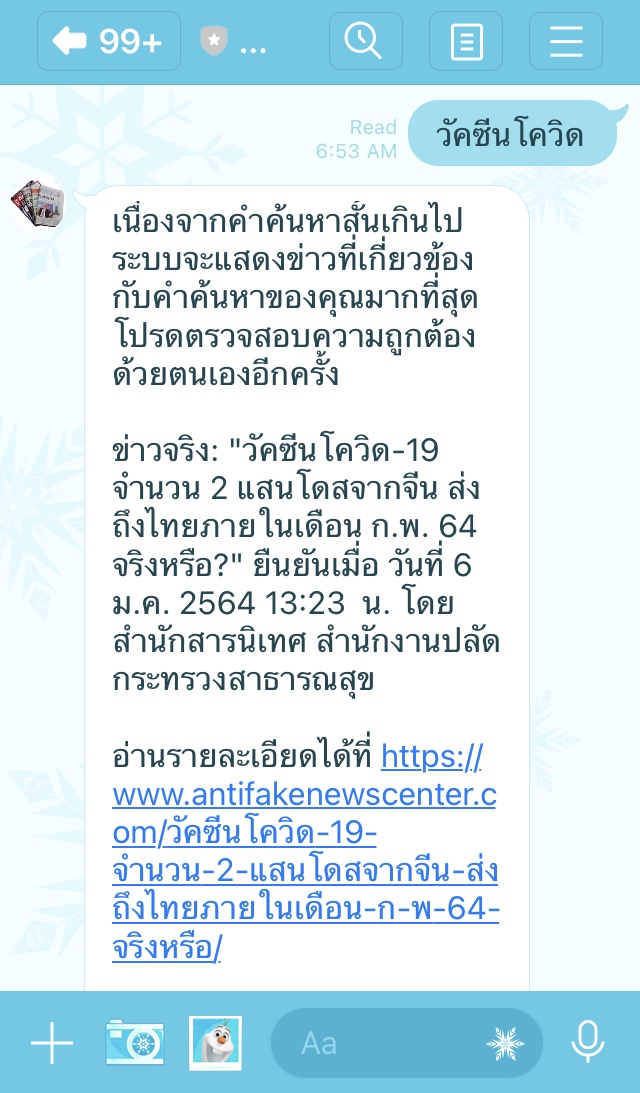 99+
...
Read
6:53 AM
วัคซีนโควิด
เนื่องจากคำค้นหาสั้นเกินไป
ระบบจะแสดงข่าวที่เกี่ยวข้อง
กับคำค้นหาของคุณมากที่สุด
โปรดตรวจสอบความถูกต้อง
ด้วยตนเองอีกครั้ง
ข่าวจริง: "วัคซีนโควิด-19
จำนวน 2 แสนโดสจากจีน ส่ง
ถึงไทยภายในเดือน ก.พ. 64
จริงหรือ?" ยืนยันเมื่อ วันที่ 6
ม.ค. 2564 13:23 น. โดย
สำนักสารนิเทศ สำนักงานปลัด
กระทรวงสาธารณสุข
อ่านรายละเอียดได้ที่ https://
www.antifakenewscenter.c
om/วัคซีนโควิด-19-
จำนวน-2-แสนโดสจากจีน-ส่ง
ถึงไทยภายในเดือน-ก-พ-64-
จริงหรือ/
Aa